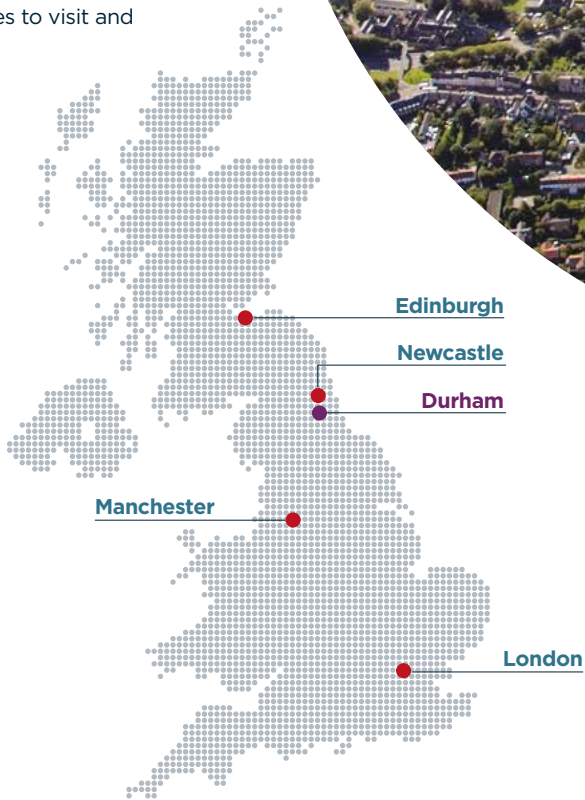 es to visit and
Edinburgh
Newcastle
Durham
Manchester
London